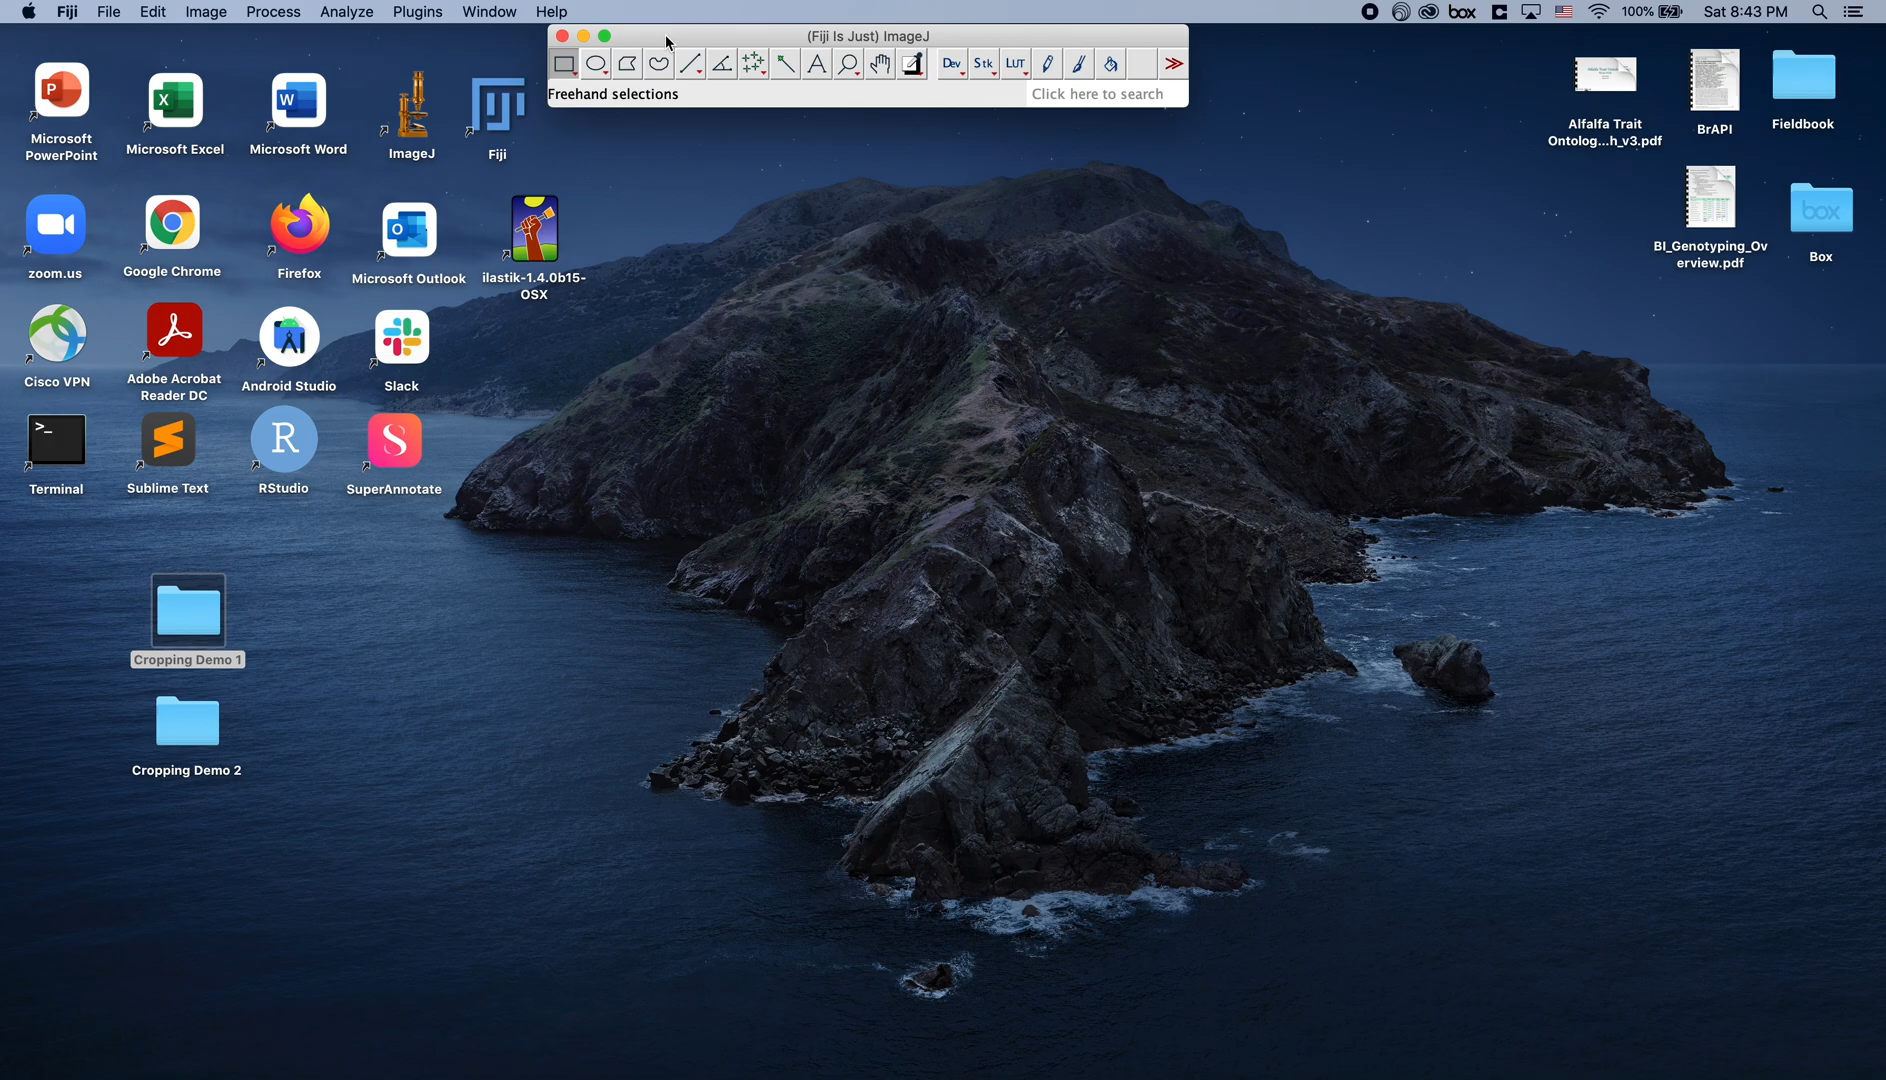 Fiji File Edit Image Process Analyze Plugins Window Help
box 100% Sat 8:43 PM
(Fiji Is Just) ImageJ
Dev Stk LUT
Freehand selections Click here to search
Microsoft
PowerPoint
Microsoft Excel
Microsoft Word
ImageJ
Fiji
Alfalfa Trait
Ontolog...h_v3.pdf
BrAPI
Fieldbook
zoom.us
Google Chrome
Firefox
Microsoft Outlook
ilastik-1.4.0b15-
OSX
BI_Genotyping_Ov
erview.pdf
box
Box
Cisco VPN
Adobe Acrobat
Reader DC
Android Studio
Slack
Terminal
Sublime Text
RStudio
SuperAnnotate
Cropping Demo 1
Cropping Demo 2